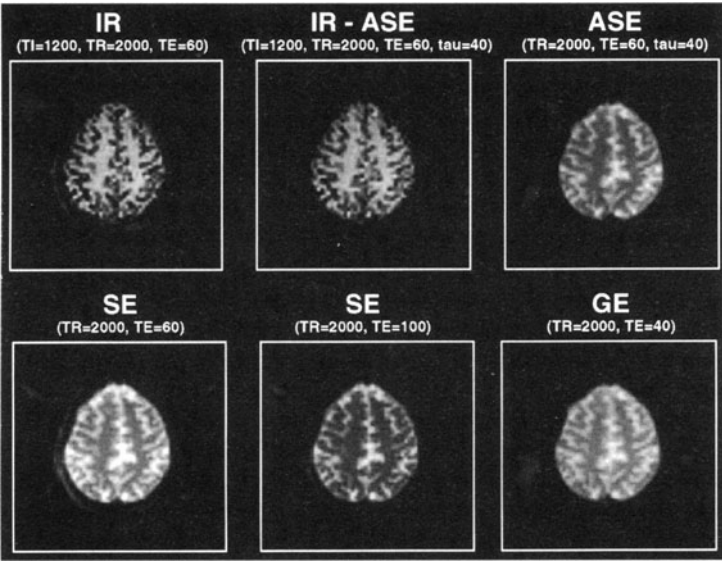 IR
(TI=1200, TR=2000, TE=60)
IR - ASE
(TI=1200, TR=2000, TE=60, tau=40)
ASE
(TR=2000, TE=60, tau=40)
SE
(TR=2000, TE=60)
SE
(TR=2000, TE=100)
GE
(TR=2000, TE=40)